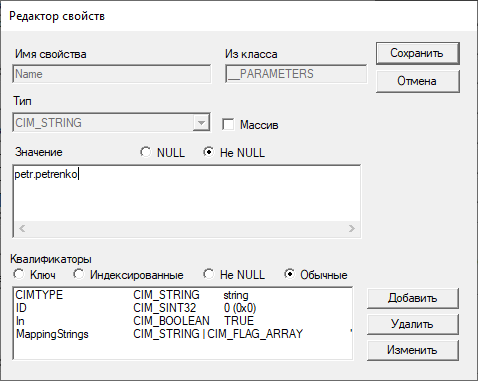 Редактор свойств
Имя свойства Из класса Сохранить
Name __PARAMETERS
Отмена
Тип
CIM_STRING Массив
Значение NULL Не NULL
petr.petrenko
Квалификаторы
Ключ Индексированные Не NULL Обычные
CIMTYPE CIM_STRING string Добавить
ID CIM_SINT32 0 (0x0)
In CIM_BOOLEAN TRUE Удалить
MappingStrings CIM_STRING | CIM_FLAG_ARRAY
Изменить